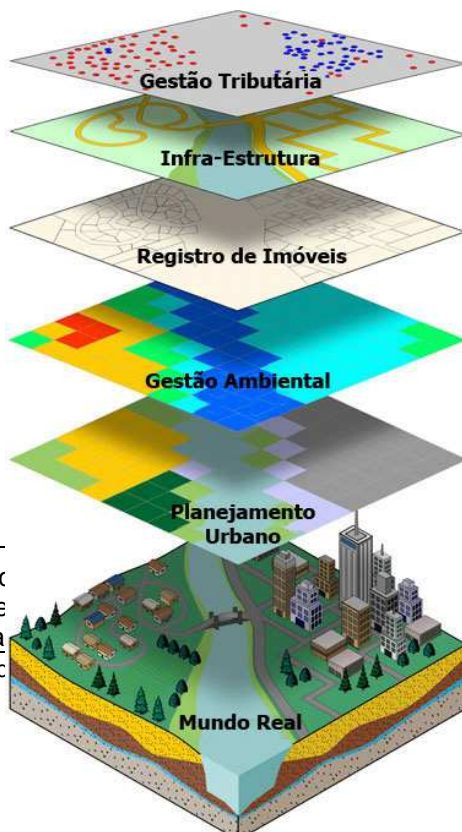 Gestão Tributária
Infra-Estrutura
Registro de Imóveis
Gestão Ambiental
Planejamento
Urbano
Mundo Real